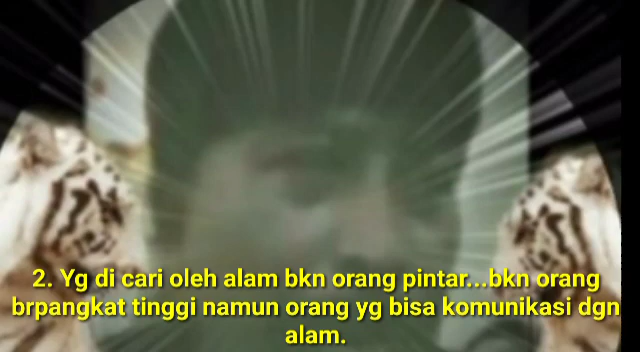 2. Yg di cari oleh alam bkn orang pintar...bkn orang
brpangkat tinggi namun orang yg bisa komunikasi dgn
alam.